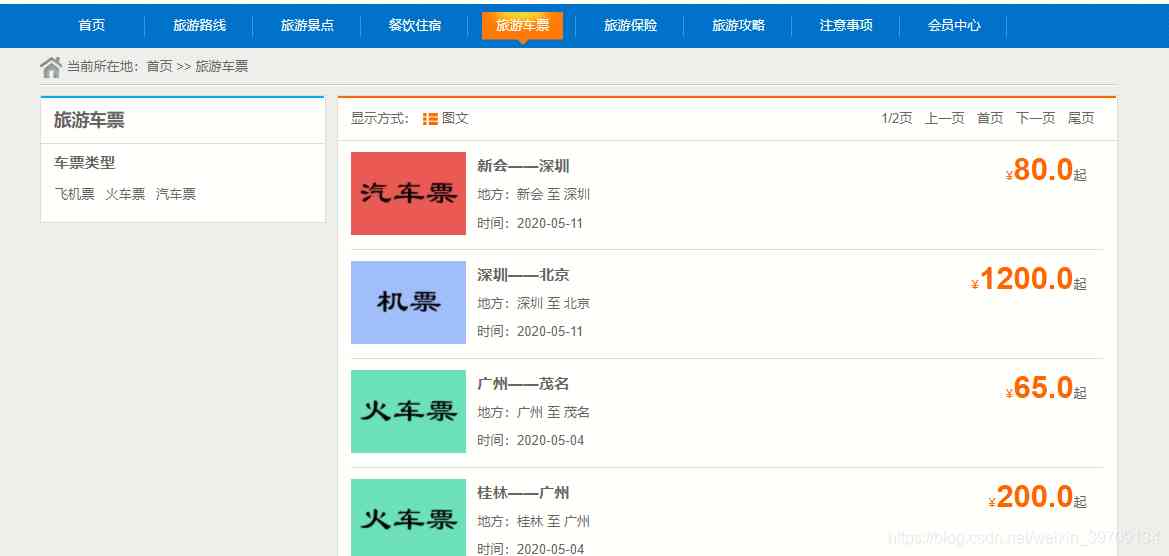 首页 旅游路线 旅游景点 餐饮住宿 旅游车票 旅游保险 旅游攻略 注意事项 会员中心
当前所在地：首页 >> 旅游车票
旅游车票
车票类型
飞机票 火车票 汽车票
显示方式： 图文 1/2页 上一页 首页 下一页 尾页
汽车票
新会——深圳
¥80.0起
地方：新会 至 深圳
时间：2020-05-11
机票
深圳——北京
¥1200.0起
地方：深圳 至 北京
时间：2020-05-11
火车票
广州——茂名
¥65.0起
地方：广州 至 茂名
时间：2020-05-04
火车票
桂林——广州
¥200.0起
地方：桂林 至 广州
时间：2020-05-04